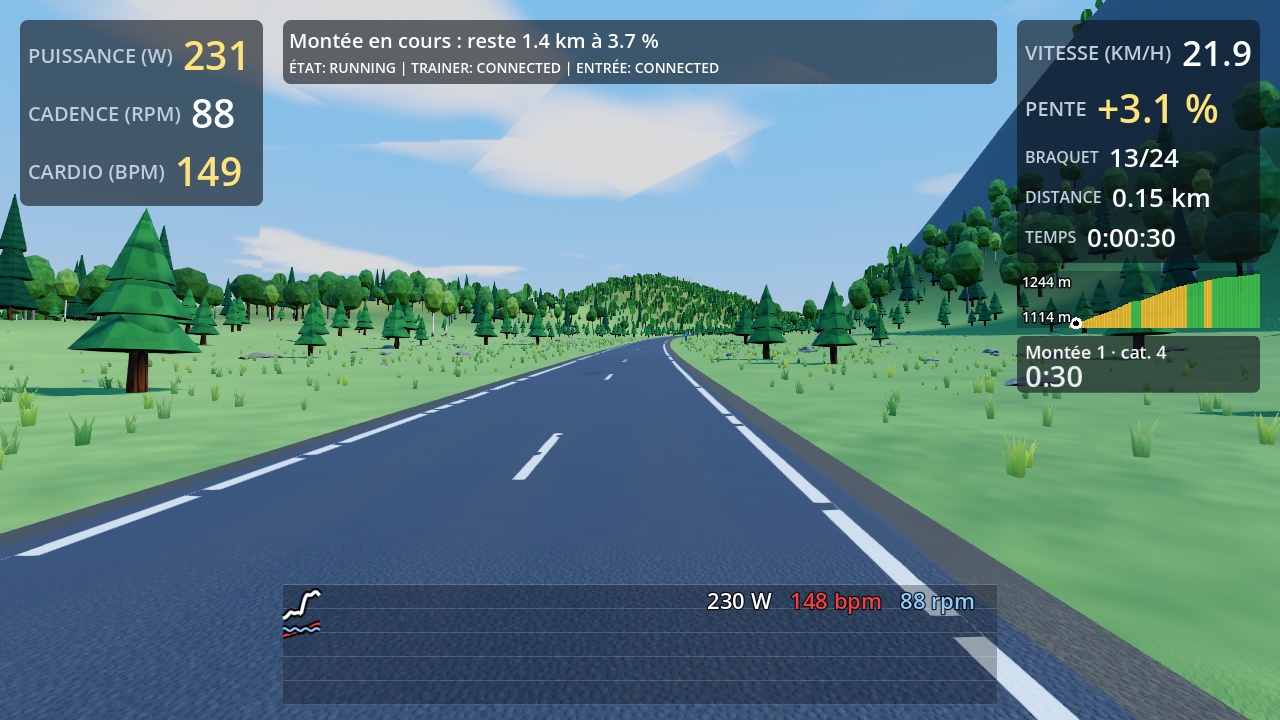 PUISSANCE (W) 231
CADENCE (RPM) 88
CARDIO (BPM) 149
Montée en cours : reste 1.4 km à 3.7 %
ÉTAT: RUNNING | TRAINER: CONNECTED | ENTRÉE: CONNECTED
VITESSE (KM/H) 21.9
PENTE +3.1 %
BRAQUET 13/24
DISTANCE 0.15 km
TEMPS 0:00:30
1244 m
1114 m
Montée 1 · cat. 4
0:30
230 W 148 bpm 88 rpm